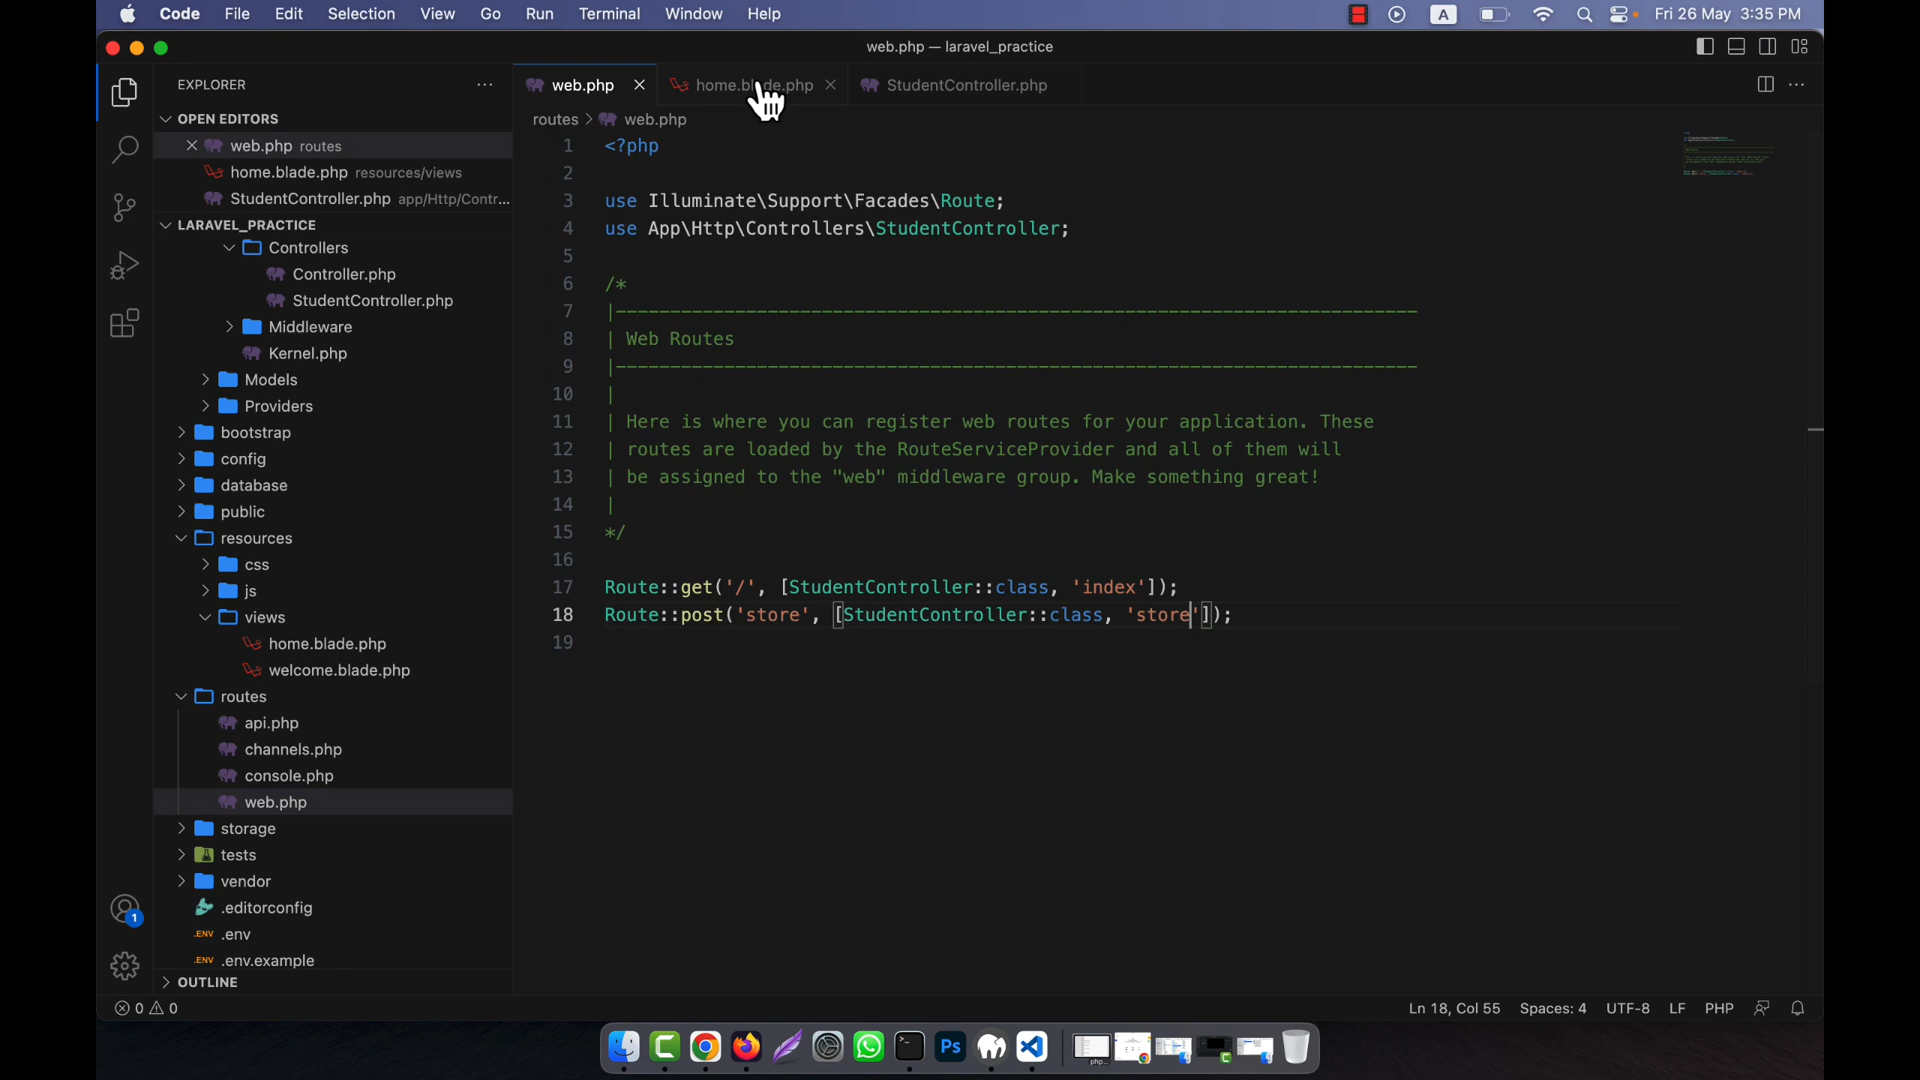 Code File Edit Selection View Go Run Terminal Window Help A Fri 26 May 3:35 PM
web.php — laravel_practice
EXPLORER
web.php home.blade.php StudentController.php
OPEN EDITORS
routes > web.php
web.php routes
home.blade.php resources/views
StudentController.php app/Http/Contr...
LARAVEL_PRACTICE
Controllers
Controller.php
StudentController.php
Middleware
Kernel.php
Models
Providers
bootstrap
config
database
public
resources
css
js
views
home.blade.php
welcome.blade.php
routes
api.php
channels.php
console.php
web.php
storage
tests
vendor
.editorconfig
.ENV .env
.ENV .env.example
OUTLINE
1 <?php
2
3 use Illuminate\Support\Facades\Route;
4 use App\Http\Controllers\StudentController;
5
6 /*
7 |--------------------------------------------------------------------------
8 | Web Routes
9 |--------------------------------------------------------------------------
10 |
11 | Here is where you can register web routes for your application. These
12 | routes are loaded by the RouteServiceProvider and all of them will
13 | be assigned to the "web" middleware group. Make something great!
14 |
15 */
16
17 Route::get('/', [StudentController::class, 'index']);
18 Route::post('store', [StudentController::class, 'store']);
19
1
0 0 Ln 18, Col 55 Spaces: 4 UTF-8 LF PHP
Ps
php